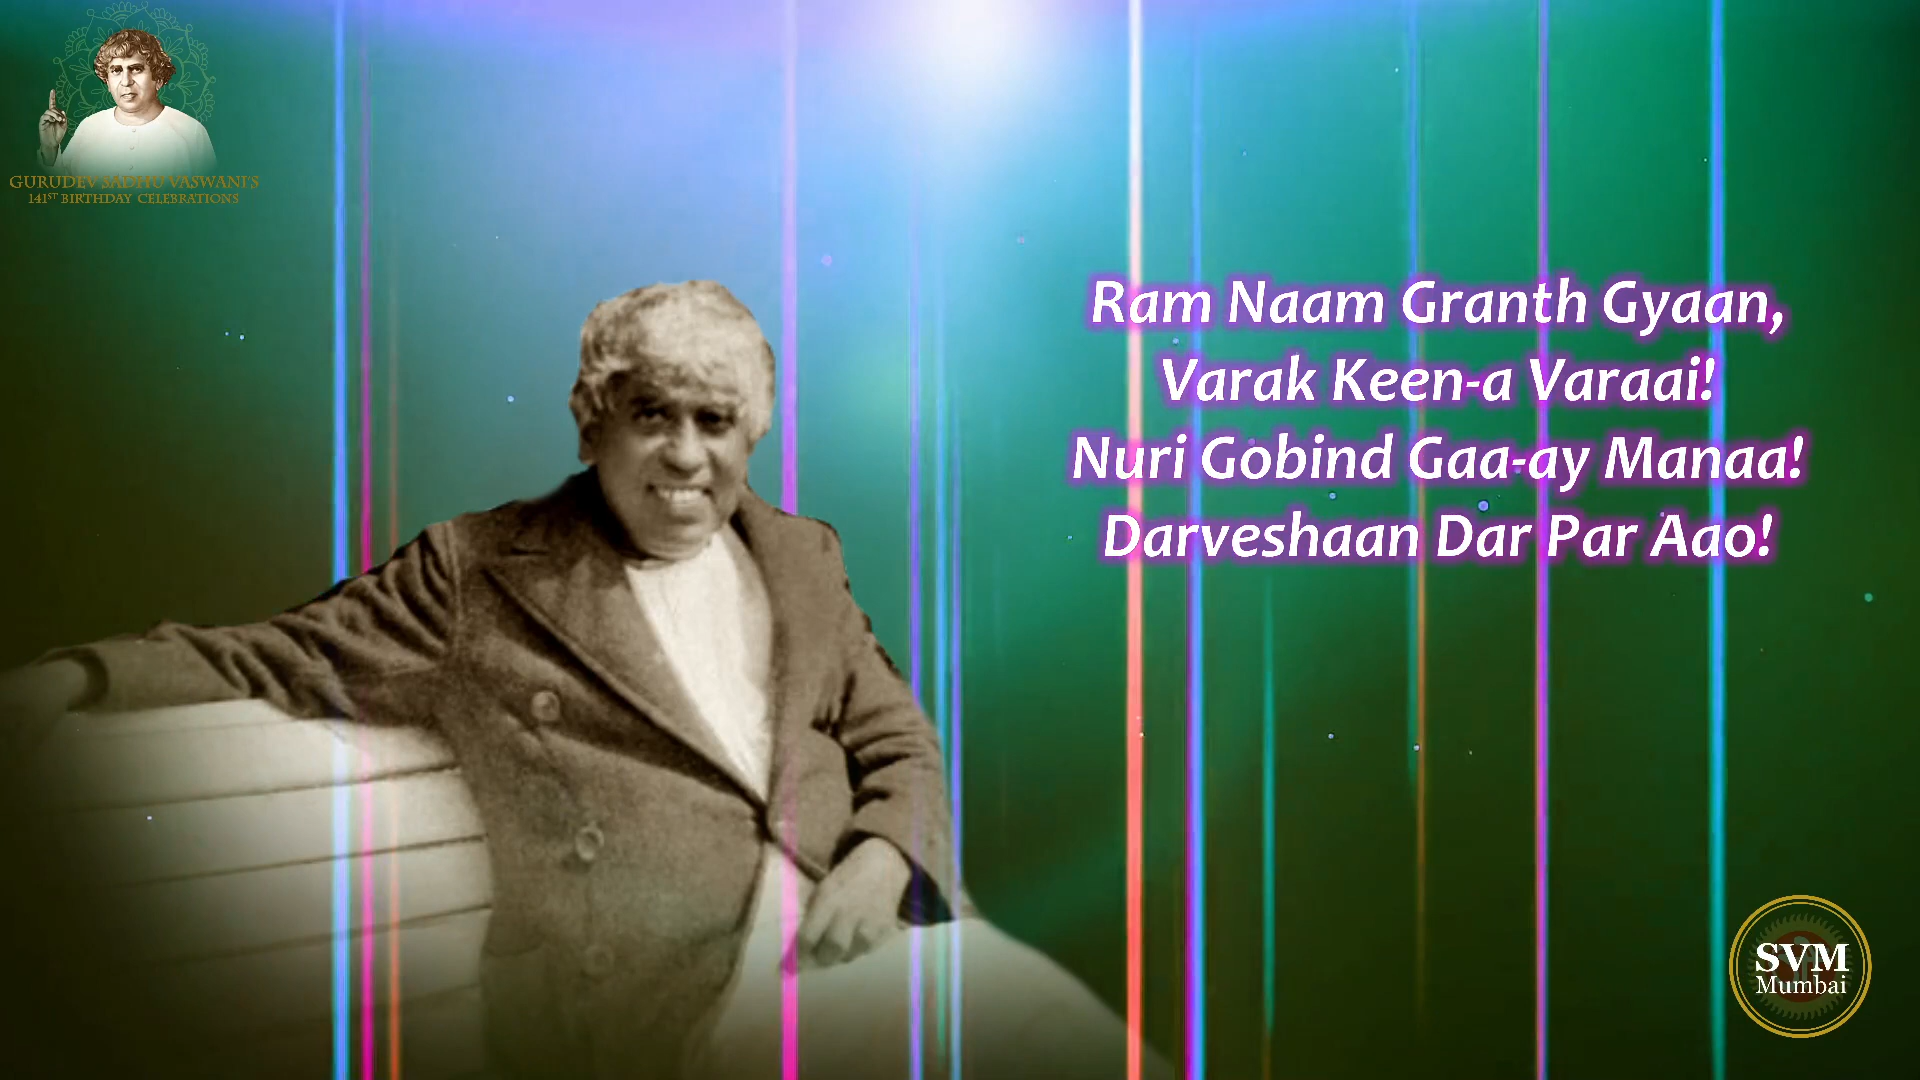 GURUDEV SADHU VASWANI'S
141ST BIRTHDAY CELEBRATIONS
Ram Naam Granth Gyaan,
Varak Keen-a Varaai!
Nuri Gobind Gaa-ay Manaa!
Darveshaan Dar Par Aao!
SVM
Mumbai